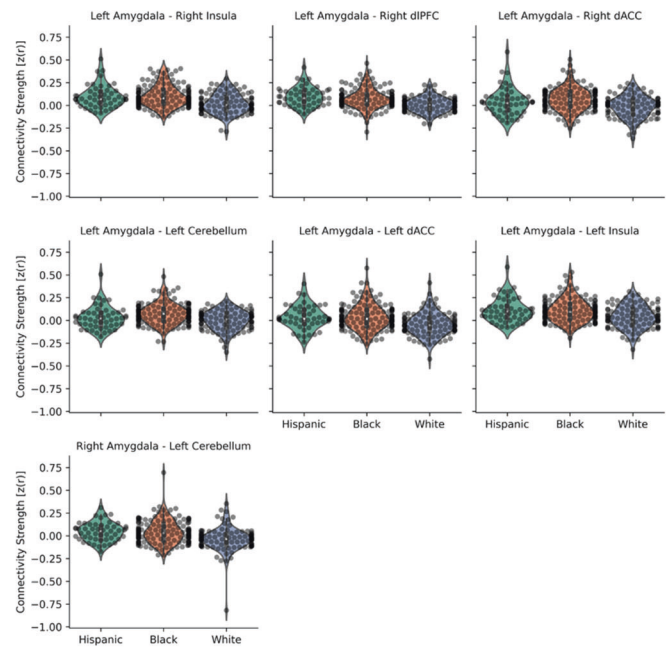 Left Amygdala - Right Insula
Left Amygdala - Right dlPFC
Left Amygdala - Right dACC
Connectivity Strength [z(r)]
0.75
0.50
0.25
0.00
−0.25
−0.50
−0.75
−1.00
Left Amygdala - Left Cerebellum
Left Amygdala - Left dACC
Left Amygdala - Left Insula
Connectivity Strength [z(r)]
0.75
0.50
0.25
0.00
−0.25
−0.50
−0.75
−1.00
Hispanic Black White
Hispanic Black White
Right Amygdala - Left Cerebellum
Connectivity Strength [z(r)]
0.75
0.50
0.25
0.00
−0.25
−0.50
−0.75
−1.00
Hispanic Black White